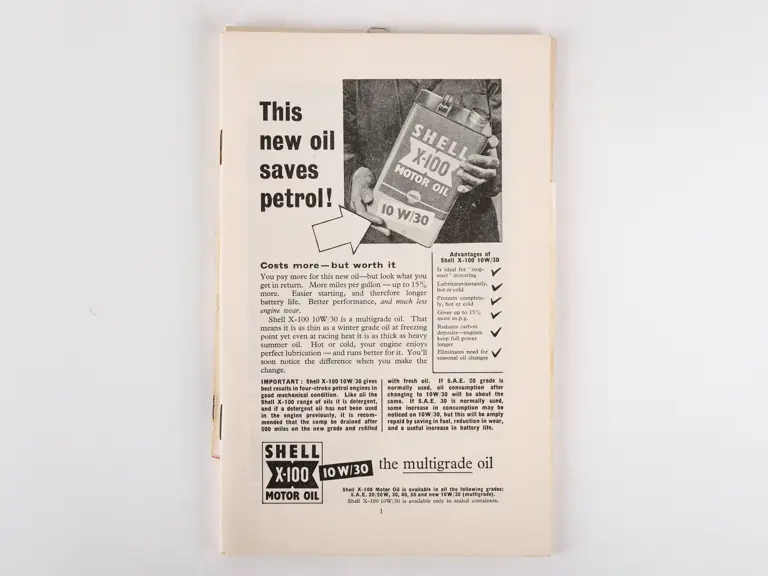 This
new oil
saves
petrol!
SHELL
X-100
MOTOR OIL
SHELL
10 W/30
Costs more—but worth it
You pay more for this new oil—but look what you
get in return. More miles per gallon—up to 15%
more. Easier starting, and therefore longer
battery life. Better performance, and much less
engine wear.
Shell X-100 10W/30 is a multigrade oil. That
means it is as thin as a winter grade oil at freezing
point yet even at racing heat it is as thick as heavy
summer oil. Hot or cold, your engine enjoys
perfect lubrication—and runs better for it. You'll
soon notice the difference when you make the
change.
Advantages of
Shell X-100 10W/30
Is ideal for 'stop-
start' motoring
Lubricates instantly,
hot or cold
Protects complete-
ly, hot or cold
Gives up to 15%
more m.p.g.
Reduces carbon
deposits—engines
keep full power
longer
Eliminates need for
seasonal oil changes
IMPORTANT: Shell X-100 10W/30 gives
best results in four-stroke petrol engines in
good mechanical condition. Like all the
Shell X-100 range of oils it is detergent,
and if a detergent oil has not been used
in the engine previously, it is recom-
mended that the sump be drained after
500 miles on the new grade and refilled
with fresh oil. If S.A.E. 20 grade is
normally used, oil consumption after
changing to 10W/30 will be about the
same. If S.A.E. 30 is normally used,
some increase in consumption may be
noticed on 10W/30, but this will be amply
repaid by saving in fuel, reduction in wear,
and a useful increase in battery life.
SHELL
X-100
MOTOR OIL
10 W/30
the multigrade oil
Shell X-100 Motor Oil is available in all the following grades:
S.A.E. 20/20W, 30, 40, 50 and new 10W/30 (multigrade).
Shell X-100 10W/30 is available only in sealed containers.
1